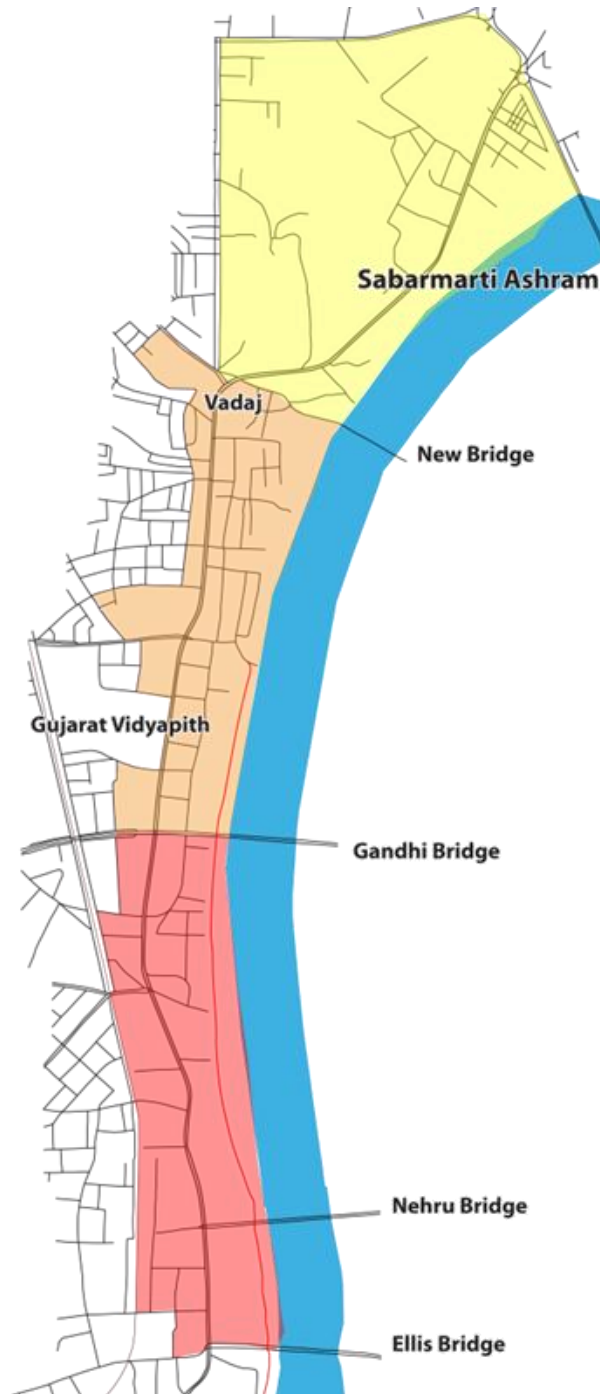 Sabarmarti Ashram
Vadaj
New Bridge
Gujarat Vidyapith
Gandhi Bridge
Nehru Bridge
Ellis Bridge